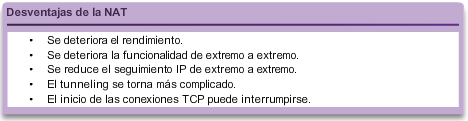 Desventajas de la NAT
• Se deteriora el rendimiento.
• Se deteriora la funcionalidad de extremo a extremo.
• Se reduce el seguimiento IP de extremo a extremo.
• El tunneling se torna más complicado.
• El inicio de las conexiones TCP puede interrumpirse.